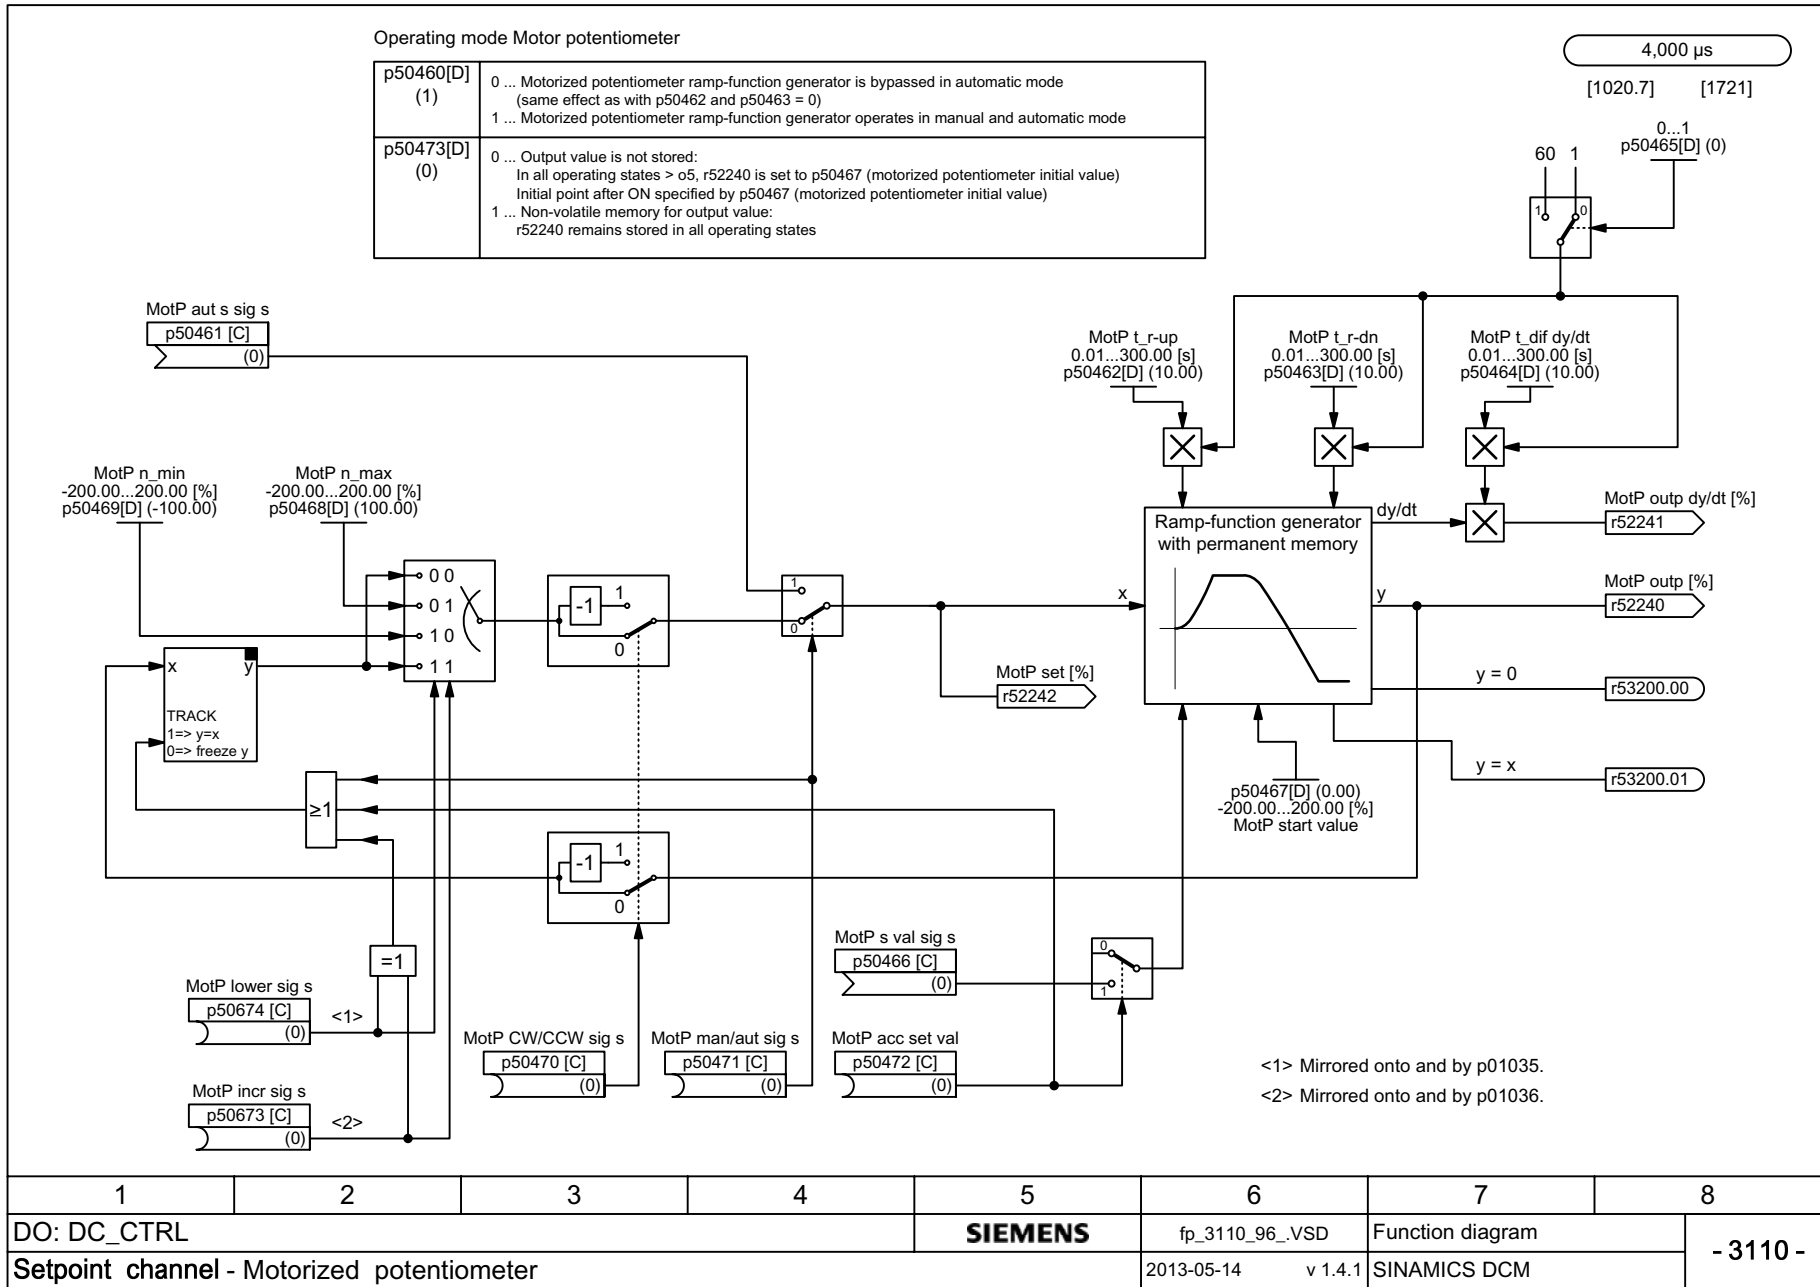 Operating mode Motor potentiometer
p50460[D]
(1)
0 ... Motorized potentiometer ramp-function generator is bypassed in automatic mode
(same effect as with p50462 and p50463 = 0)
1 ... Motorized potentiometer ramp-function generator operates in manual and automatic mode
p50473[D]
(0)
0 ... Output value is not stored:
In all operating states > o5, r52240 is set to p50467 (motorized potentiometer initial value)
Initial point after ON specified by p50467 (motorized potentiometer initial value)
1 ... Non-volatile memory for output value:
r52240 remains stored in all operating states
4,000 µs
[1020.7] [1721]
0...1
p50465[D] (0)
60 1
1 0
MotP aut s sig s
p50461 [C]
(0)
MotP t_r-up
0.01...300.00 [s]
p50462[D] (10.00)
MotP t_r-dn
0.01...300.00 [s]
p50463[D] (10.00)
MotP t_dif dy/dt
0.01...300.00 [s]
p50464[D] (10.00)
MotP n_min
-200.00...200.00 [%]
p50469[D] (-100.00)
MotP n_max
-200.00...200.00 [%]
p50468[D] (100.00)
0 0
0 1
1 0
1 1
-1 1
0
1
0
x
Ramp-function generator
with permanent memory
dy/dt
MotP outp dy/dt [%]
r52241
y
MotP outp [%]
r52240
y = 0
r53200.00
y = x
r53200.01
MotP set [%]
r52242
x y
TRACK
1=> y=x
0=> freeze y
≥1
p50467[D] (0.00)
-200.00...200.00 [%]
MotP start value
-1 1
0
=1
MotP lower sig s
p50674 [C]
(0)
<1>
MotP incr sig s
p50673 [C]
(0)
<2>
MotP CW/CCW sig s
p50470 [C]
(0)
MotP man/aut sig s
p50471 [C]
(0)
MotP s val sig s
p50466 [C]
(0)
MotP acc set val
p50472 [C]
(0)
0
1
<1> Mirrored onto and by p01035.
<2> Mirrored onto and by p01036.
1 2 3 4 5 6 7 8
DO: DC_CTRL
SIEMENS
fp_3110_96_.VSD
Function diagram
- 3110 -
Setpoint channel - Motorized potentiometer
2013-05-14 v 1.4.1
SINAMICS DCM